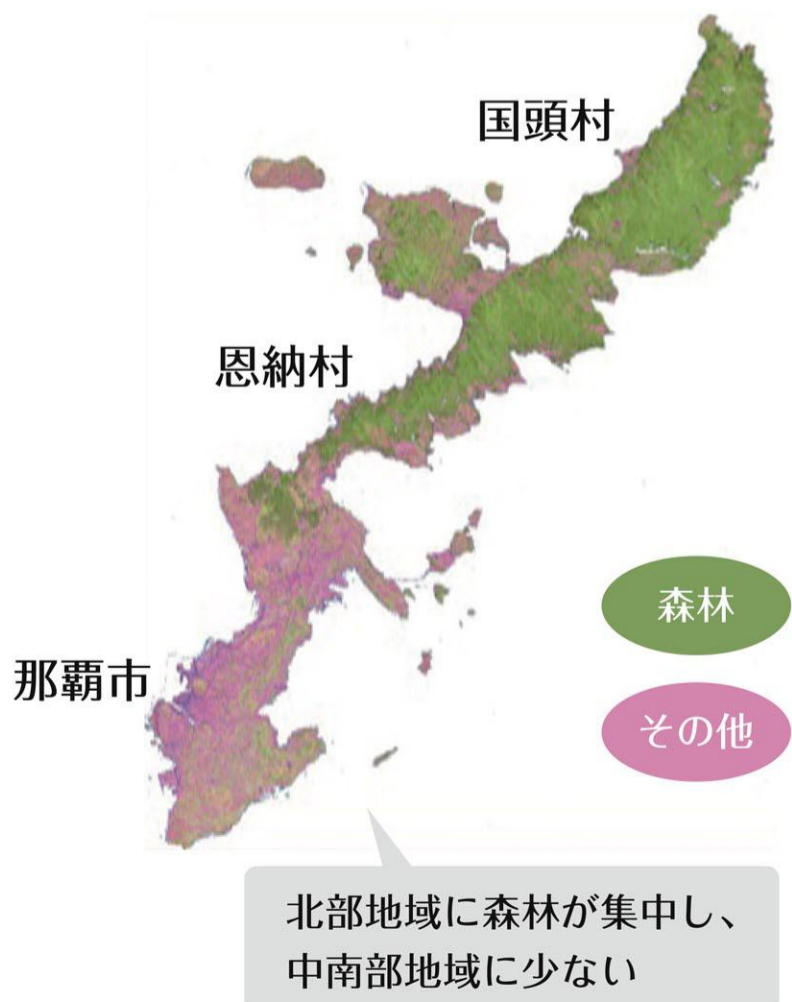 国頭村
恩納村
那覇市
森林
その他
北部地域に森林が集中し、
中南部地域に少ない